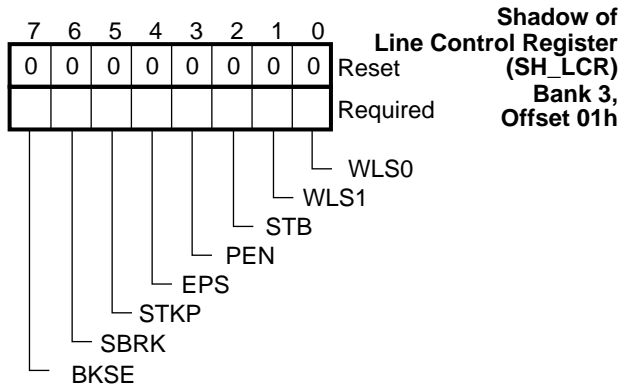 Shadow of
Line Control Register
(SH_LCR)
Bank 3,
Offset 01h
7 6 5 4 3 2 1 0
0 0 0 0 0 0 0 0 Reset
Required
WLS0
WLS1
STB
PEN
EPS
STKP
SBRK
BKSE